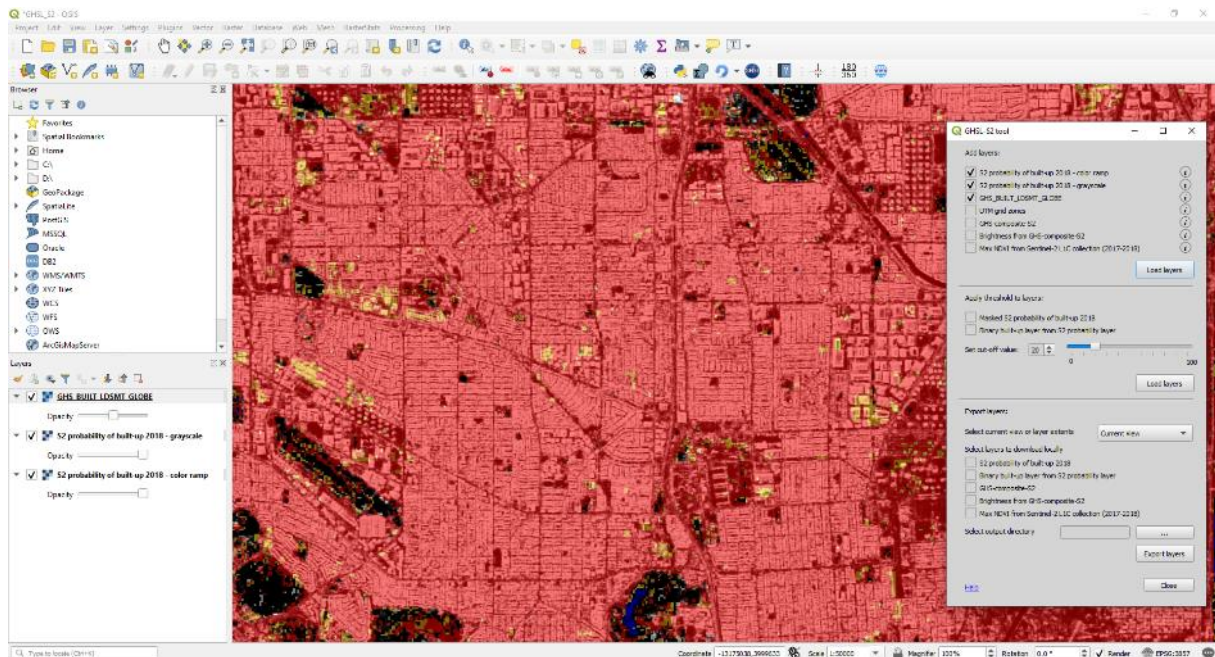 *GHSL_S2 - QGIS
Project Edit View Layer Settings Plugins Vector Raster Database Web Mesh RasterStats Processing Help
Browser
Favorites
Spatial Bookmarks
Home
C:\
D:\
GeoPackage
SpatiaLite
PostGIS
MSSQL
Oracle
DB2
WMS/WMTS
XYZ Tiles
WCS
WFS
OWS
ArcGisMapServer
Layers
GHS_BUILT_LDSMT_GLOBE
Opacity
S2 probability of built-up 2018 - grayscale
Opacity
S2 probability of built-up 2018 - color ramp
Opacity
GHSL-S2 tool
Add layers:
S2 probability of built-up 2018 - color ramp
S2 probability of built-up 2018 - grayscale
GHS_BUILT_LDSMT_GLOBE
UTM grid zones
GHS-composite-S2
Brightness from GHS-composite-S2
Max NDVI from Sentinel-2 L1C collection (2017-2018)
Load layers
Apply threshold to layers:
Masked S2 probability of built-up 2018
Binary built-up layer from S2 probability layer
Set cut-off value: 20
0 100
Load layers
Export layers:
Select current view or layer extents Current view
Select layers to download locally
S2 probability of built-up 2018
Binary built-up layer from S2 probability layer
GHS-composite-S2
Brightness from GHS-composite-S2
Max NDVI from Sentinel-2 L1C collection (2017-2018)
Select output directory ...
Export layers
Help Close
Type to locate (Ctrl+K) Coordinate Scale 1:50000 Magnifier 100% Rotation 0.0 ° Render EPSG:3857